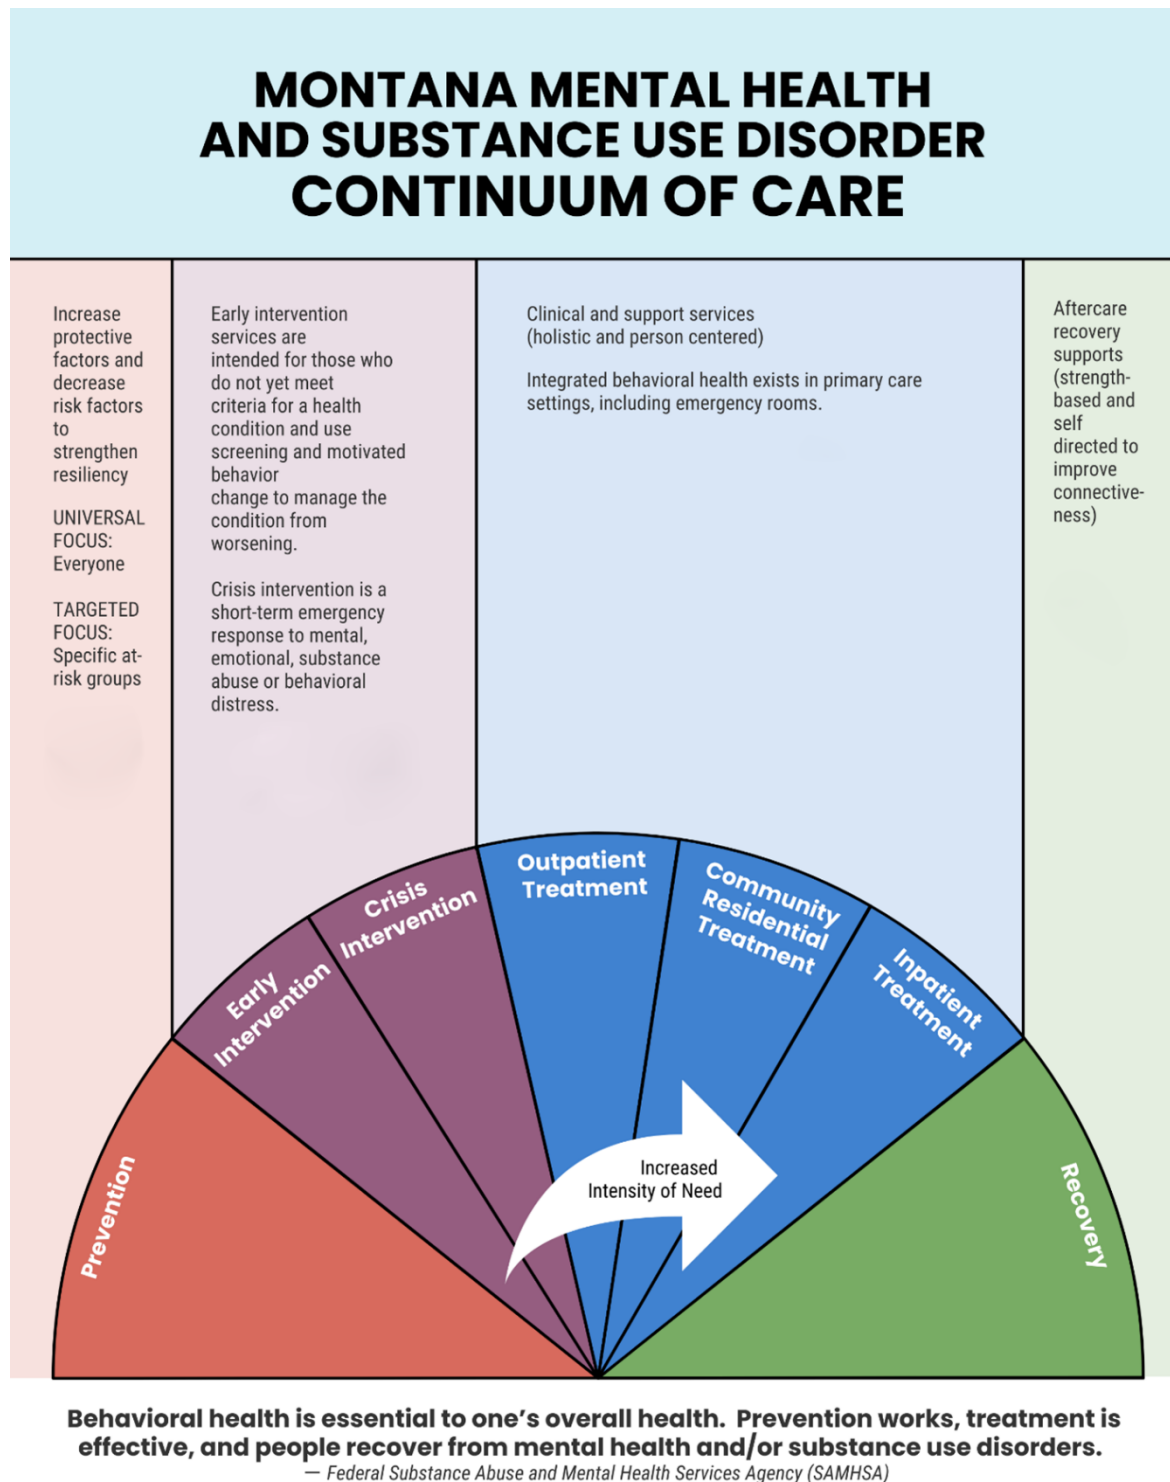 MONTANA MENTAL HEALTH
AND SUBSTANCE USE DISORDER
CONTINUUM OF CARE
Increase
protective
factors and
decrease
risk factors
to
strengthen
resiliency
UNIVERSAL
FOCUS:
Everyone
TARGETED
FOCUS:
Specific at-
risk groups
Early intervention
services are
intended for those who
do not yet meet
criteria for a health
condition and use
screening and motivated
behavior
change to manage the
condition from
worsening.
Crisis intervention is a
short-term emergency
response to mental,
emotional, substance
abuse or behavioral
distress.
Clinical and support services
(holistic and person centered)
Integrated behavioral health exists in primary care
settings, including emergency rooms.
Aftercare
recovery
supports
(strength-
based and
self
directed to
improve
connective-
ness)
Prevention
Early
Intervention
Crisis
Intervention
Outpatient
Treatment
Community
Residential
Treatment
Inpatient
Treatment
Recovery
Increased
Intensity of Need
Behavioral health is essential to one’s overall health.  Prevention works, treatment is
effective, and people recover from mental health and/or substance use disorders.
— Federal Substance Abuse and Mental Health Services Agency (SAMHSA)